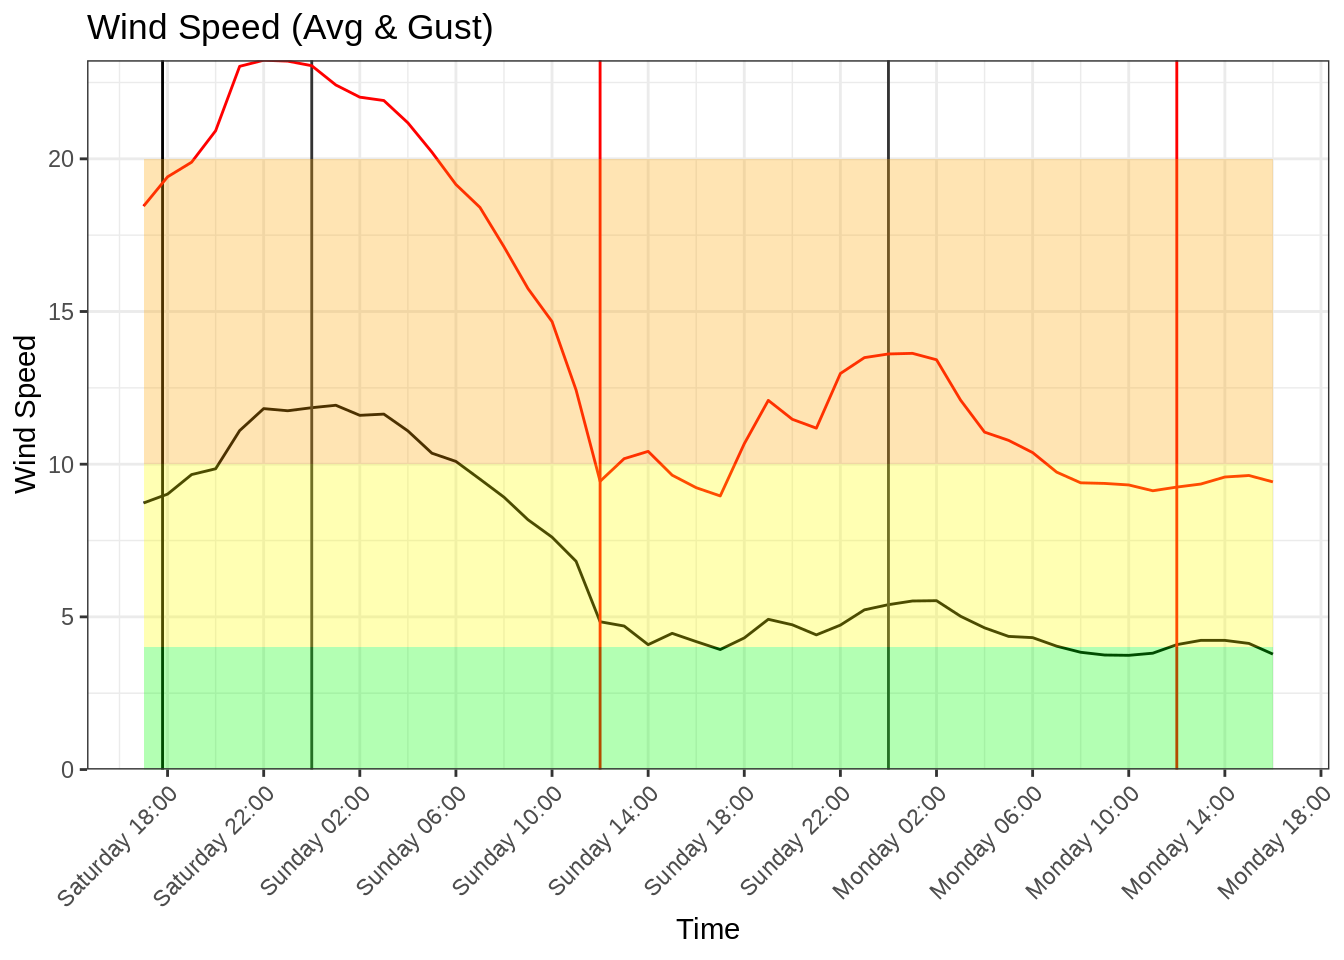 Wind Speed (Avg & Gust)
Wind Speed
20
15
10
5
0
Saturday 18:00
Saturday 22:00
Sunday 02:00
Sunday 06:00
Sunday 10:00
Sunday 14:00
Sunday 18:00
Sunday 22:00
Monday 02:00
Monday 06:00
Monday 10:00
Monday 14:00
Monday 18:00
Time